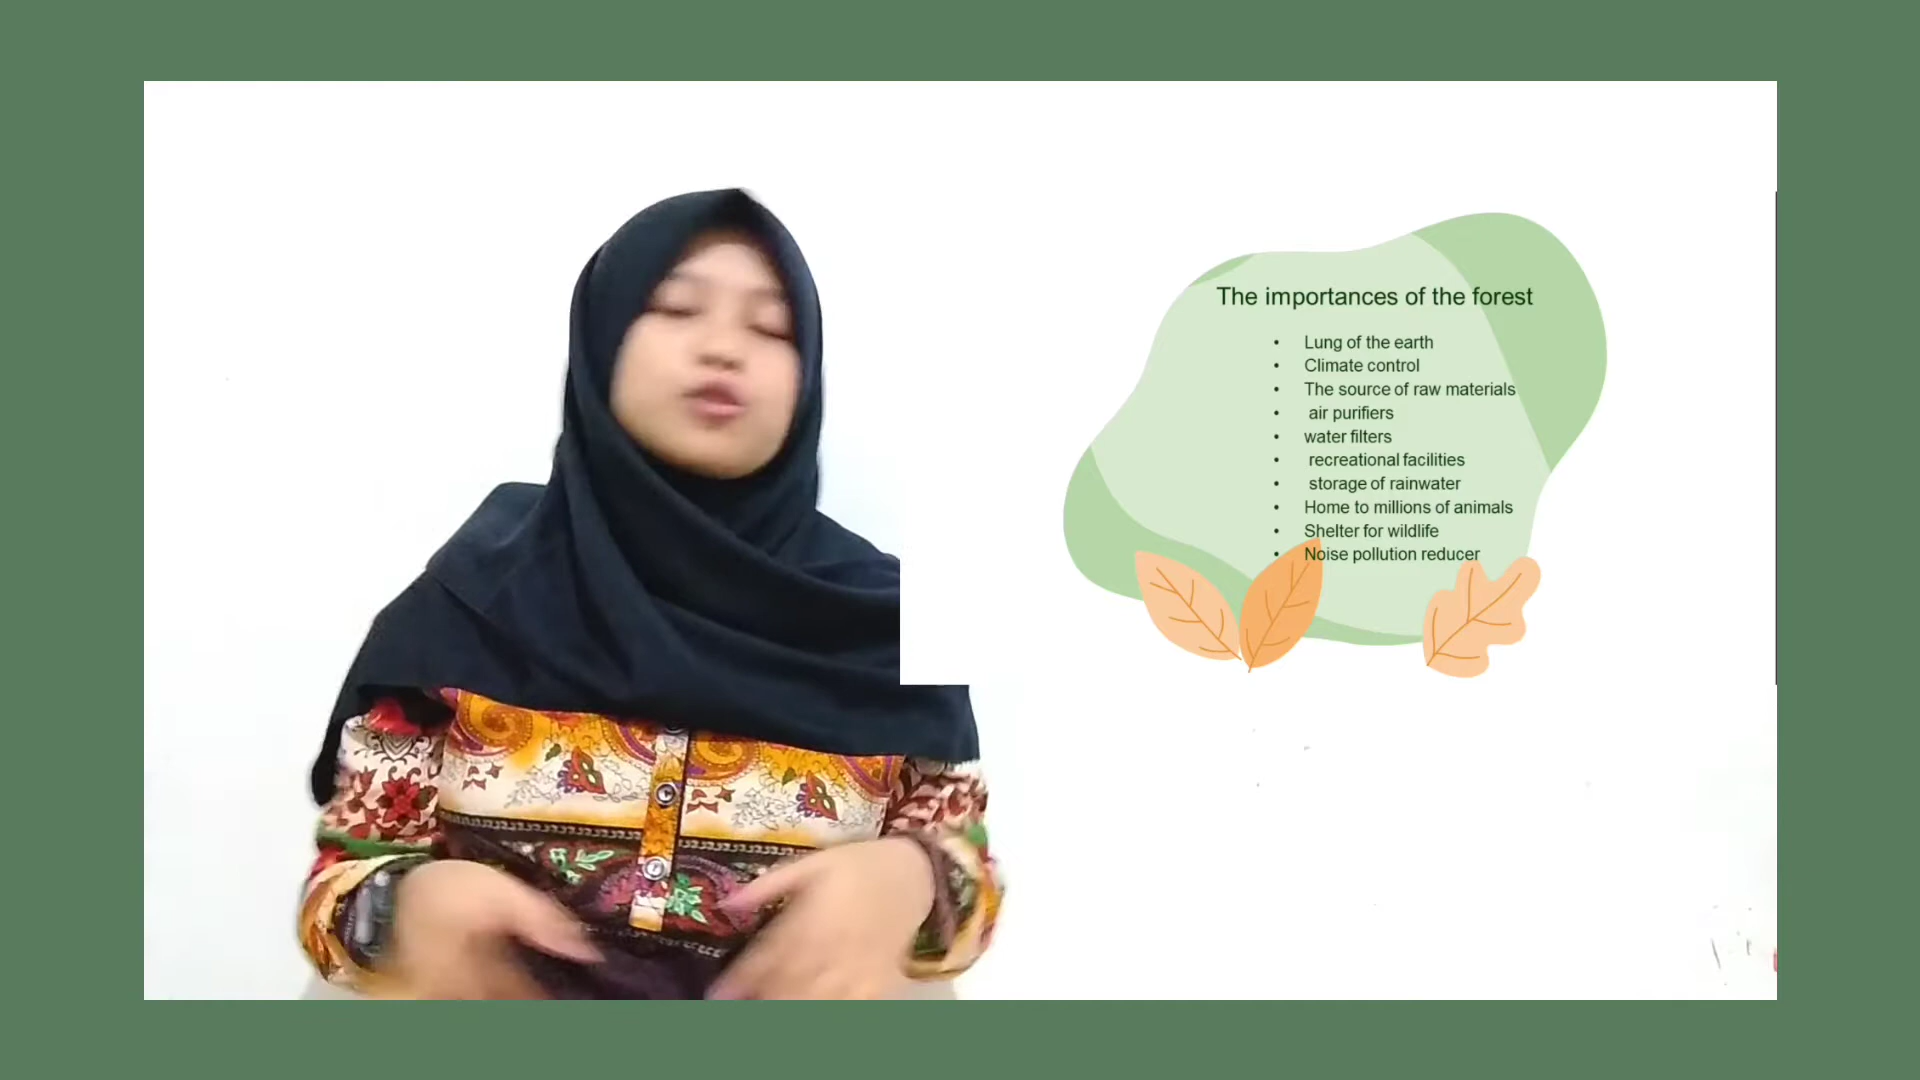 The importances of the forest
• Lung of the earth
• Climate control
• The source of raw materials
• air purifiers
• water filters
• recreational facilities
• storage of rainwater
• Home to millions of animals
• Shelter for wildlife
• Noise pollution reducer